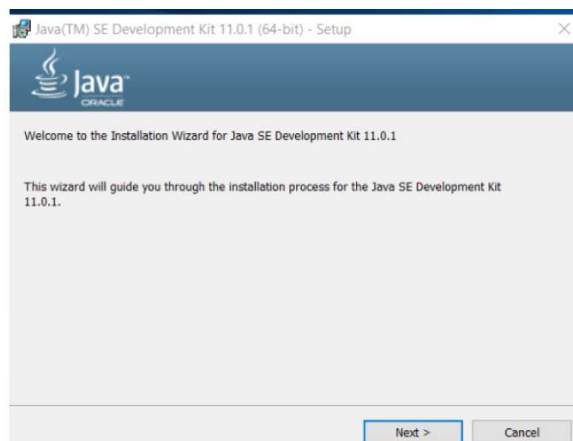 Java(TM) SE Development Kit 11.0.1 (64-bit) - Setup
Java™
ORACLE
Welcome to the Installation Wizard for Java SE Development Kit 11.0.1
This wizard will guide you through the installation process for the Java SE Development Kit
11.0.1.
Next > Cancel